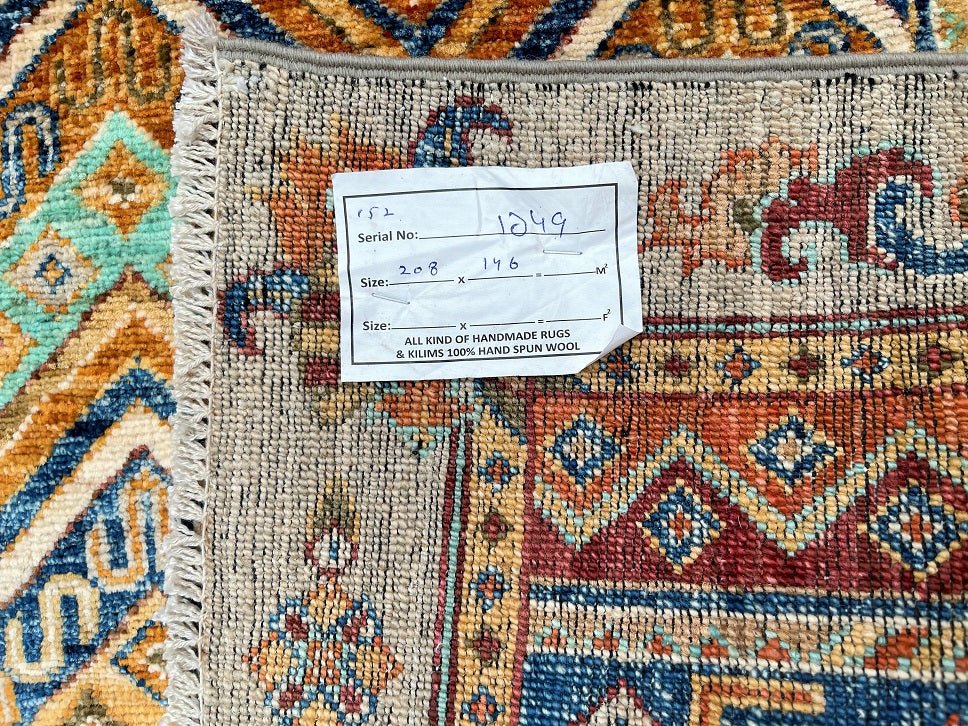 152
Serial No: 1249
Size: 208 x 146 = M²
Size: x = F²
ALL KIND OF HANDMADE RUGS
& KILIMS 100% HAND SPUN WOOL